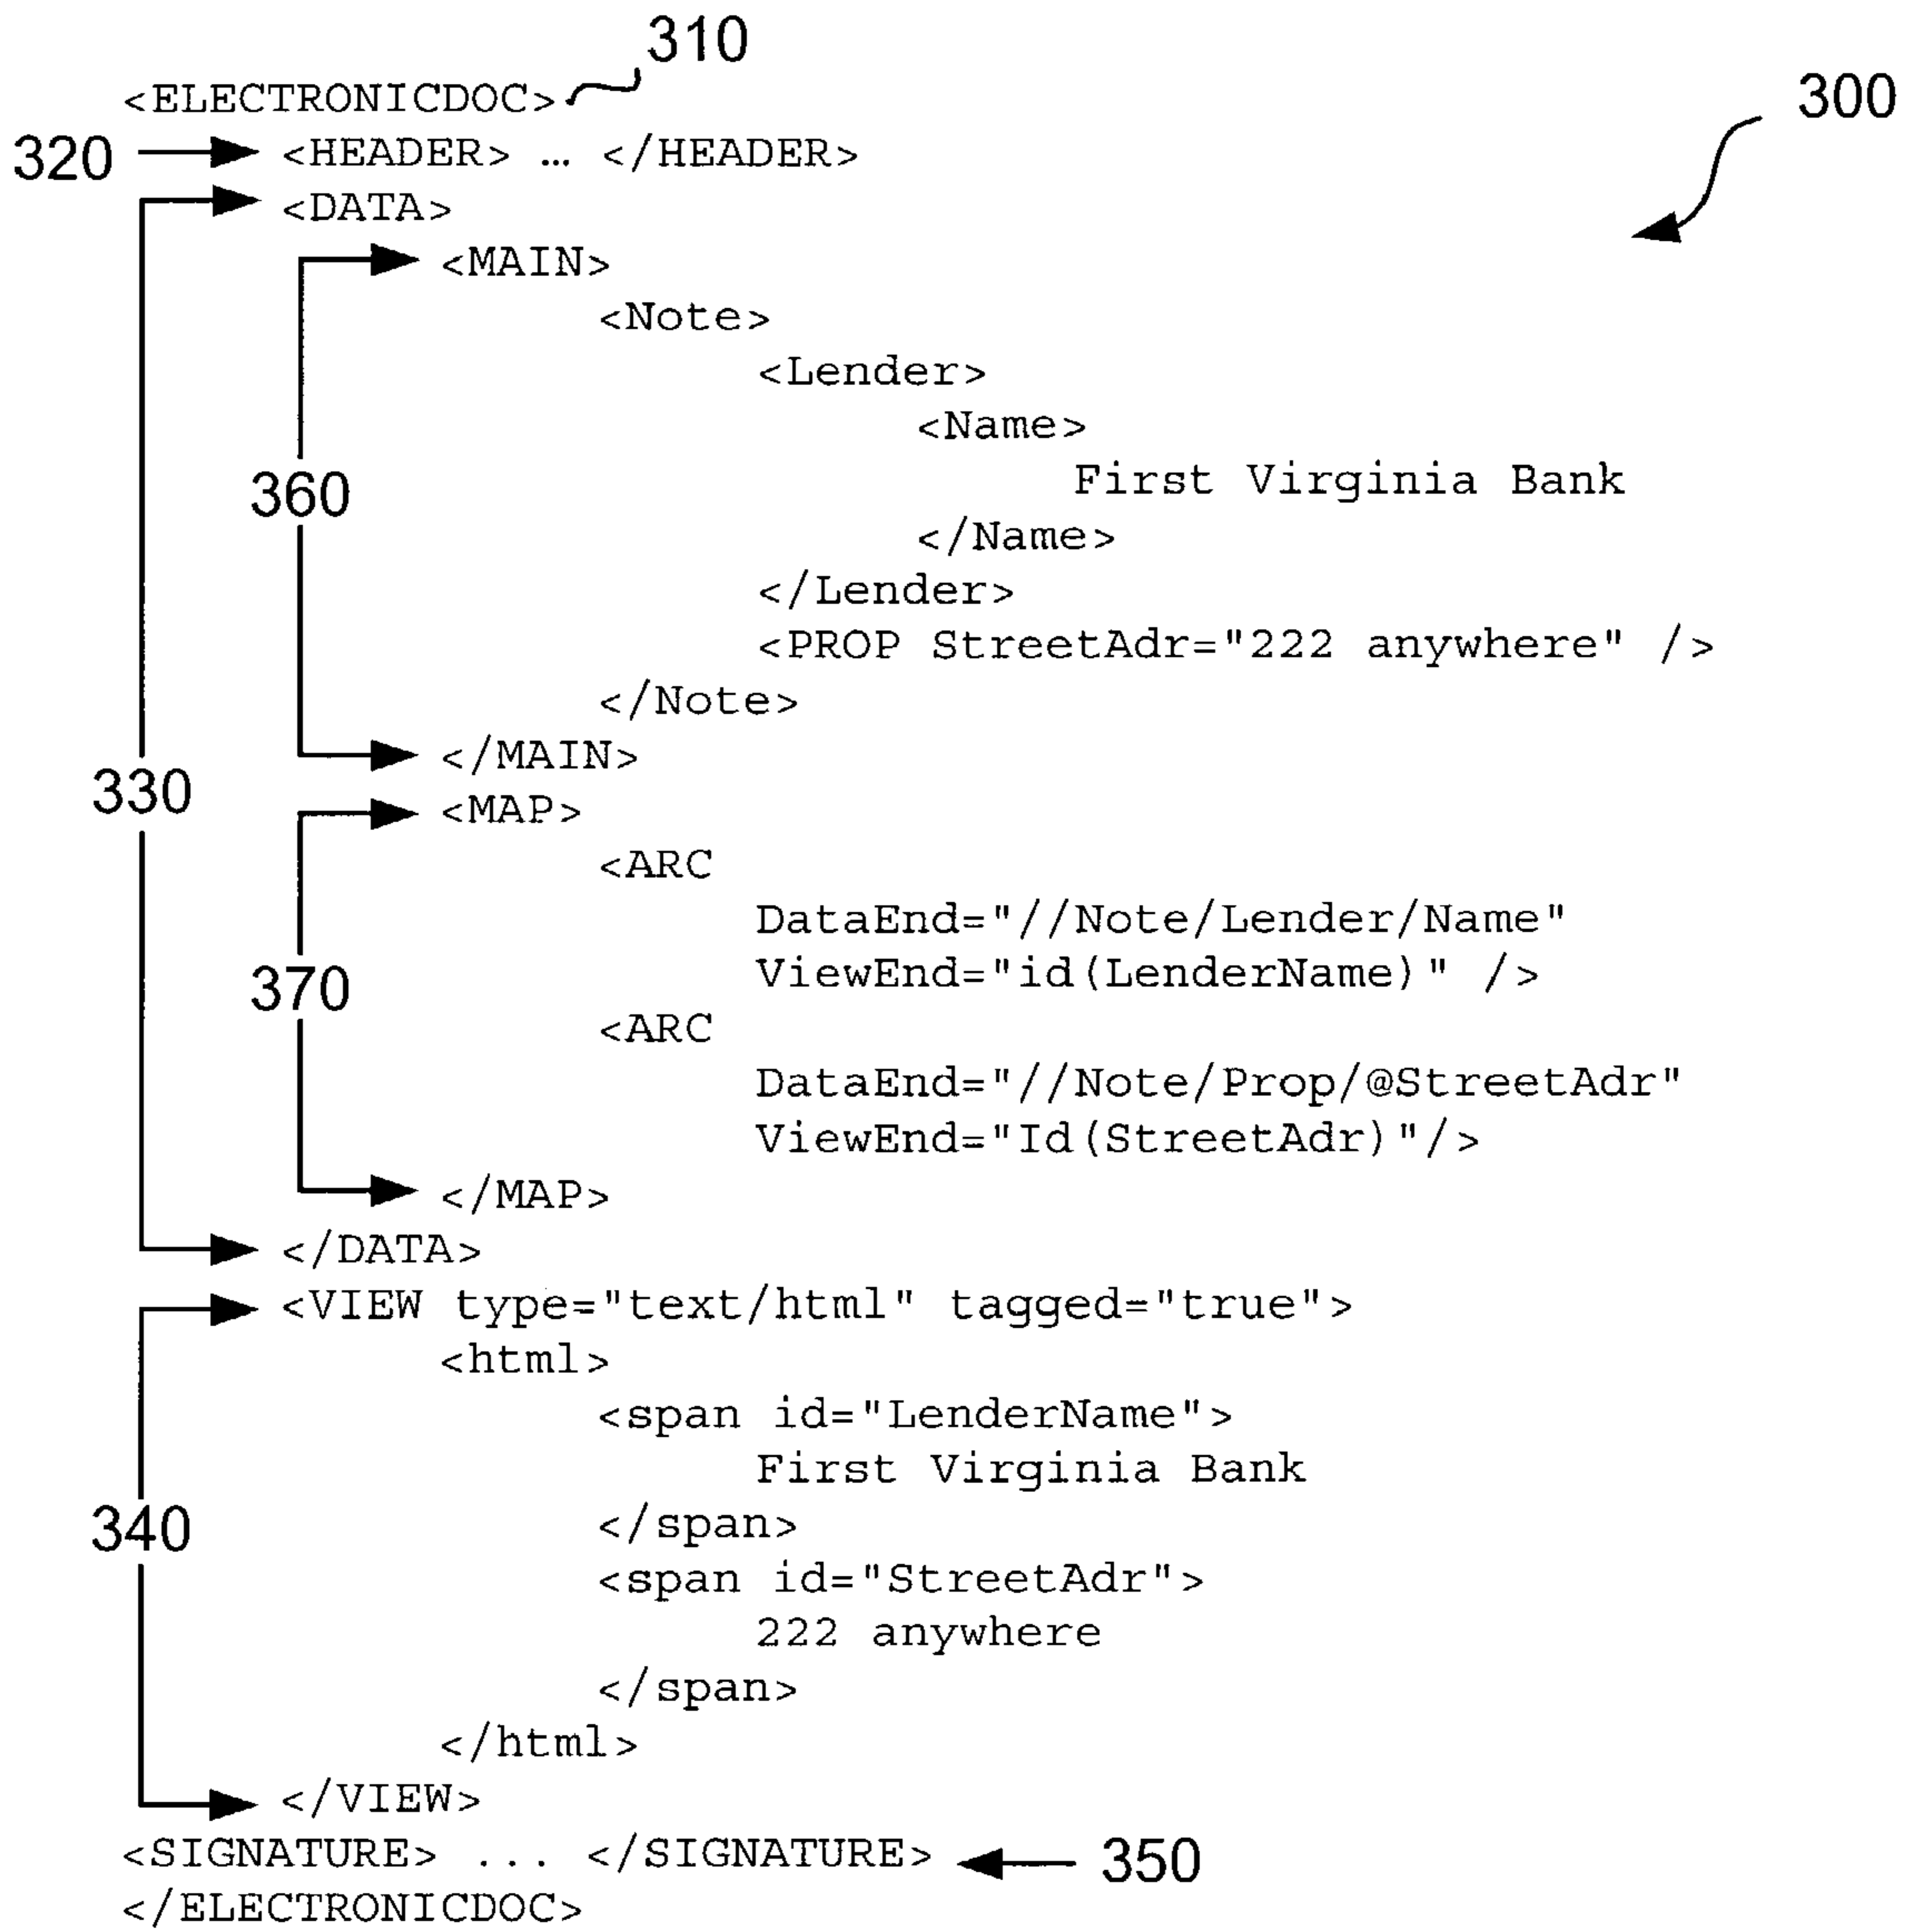 310
<ELECTRONICDOC>
300
320 <HEADER> … </HEADER>
<DATA>
<MAIN>
<Note>
<Lender>
<Name>
360 First Virginia Bank
</Name>
</Lender>
<PROP StreetAdr="222 anywhere" />
</Note>
</MAIN>
330
<MAP>
<ARC
DataEnd="//Note/Lender/Name"
370 ViewEnd="id(LenderName)" />
<ARC
DataEnd="//Note/Prop/@StreetAdr"
ViewEnd="Id(StreetAdr)"/>
</MAP>
</DATA>
<VIEW type="text/html" tagged="true">
<html>
<span id="LenderName">
First Virginia Bank
340 </span>
<span id="StreetAdr">
222 anywhere
</span>
</html>
</VIEW>
<SIGNATURE> ... </SIGNATURE> 350
</ELECTRONICDOC>